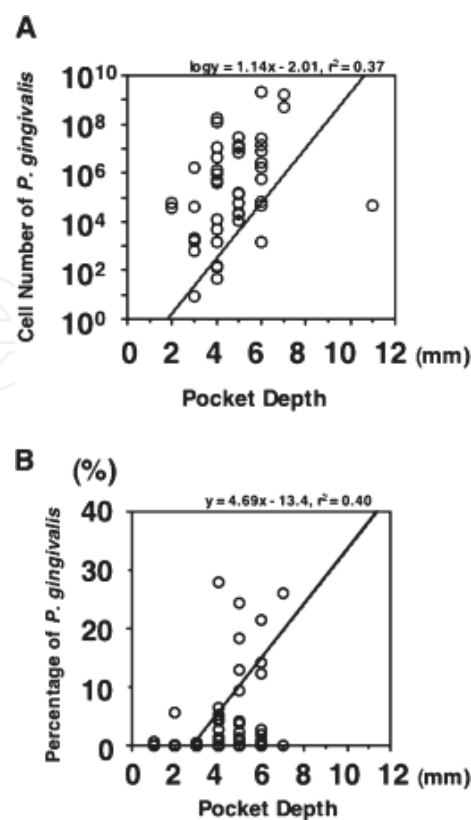 A
logy = 1.14x - 2.01, r² = 0.37
Cell Number of P. gingivalis
10¹⁰
10⁸
10⁶
10⁴
10²
10⁰
0 2 4 6 8 10 12 (mm)
Pocket Depth
B (%)
y = 4.69x - 13.4, r² = 0.40
Percentage of P. gingivalis
40
30
20
10
0
0 2 4 6 8 10 12 (mm)
Pocket Depth